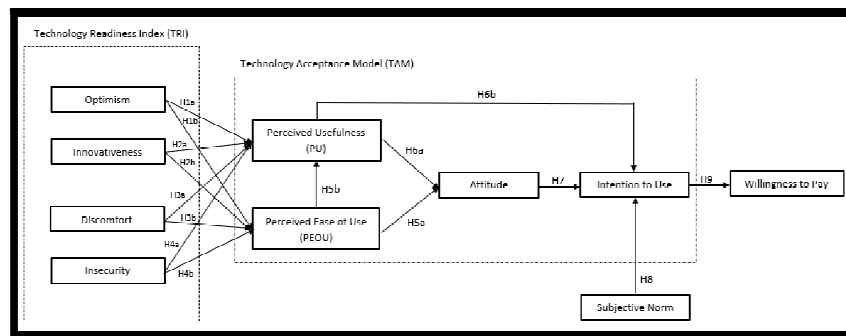 Technology Readiness Index (TRI)
Technology Acceptance Model (TAM)
Optimism
H1a
H1b
Innovativeness
H2a
H2b
Discomfort
H3a
H3b
Insecurity
H4a
H4b
Perceived Usefulness
(PU)
H5b
Perceived Ease of Use
(PEOU)
H6b
H6a
H5a
Attitude
H7
Intention to Use
H9
Willingness to Pay
H8
Subjective Norm